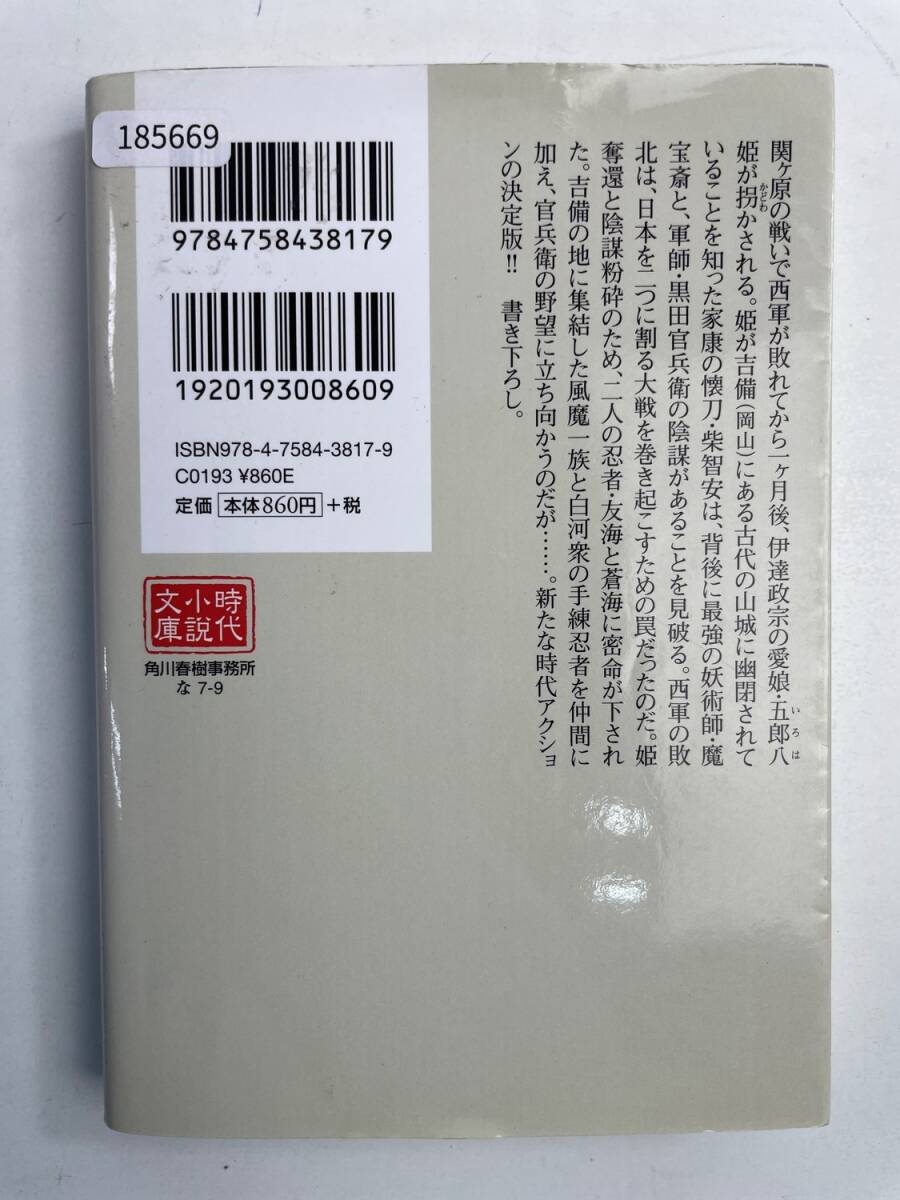 185669
9784758438179
1920193008609
ISBN978-4-7584-3817-9
C0193 ¥860E
定価 本体860円 +税
時代
小説
文庫
角川春樹事務所
な 7-9
関ヶ原の戦いで西軍が敗れてから一ヶ月後、伊達政宗の愛娘・五郎八
いろは
姫が拐かされる。姫が吉備(岡山)にある古代の山城に幽閉されて
かどわ
いることを知った家康の懐刀・柴智安は、背後に最強の妖術師・魔
宝斎と、軍師・黒田官兵衛の陰謀があることを見破る。西軍の敗
北は、日本を二つに割る大戦を巻き起こすための罠だったのだ。姫
奪還と陰謀粉砕のため、二人の忍者・友海と蒼海に密命が下され
た。吉備の地に集結した風魔一族と白河衆の手練忍者を仲間に
加え、官兵衛の野望に立ち向かうのだが……。新たな時代アクショ
ンの決定版!! 書き下ろし。